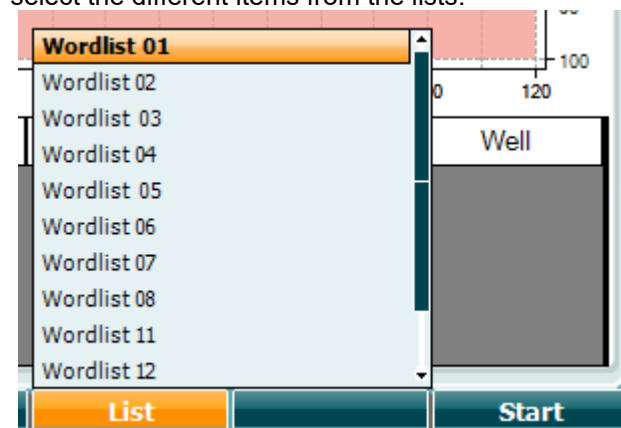 select the different items from the lists.
Wordlist 01
Wordlist 02
Wordlist 03
Wordlist 04
Wordlist 05
Wordlist 06
Wordlist 07
Wordlist 08
Wordlist 11
Wordlist 12
100
120
Well
List
Start